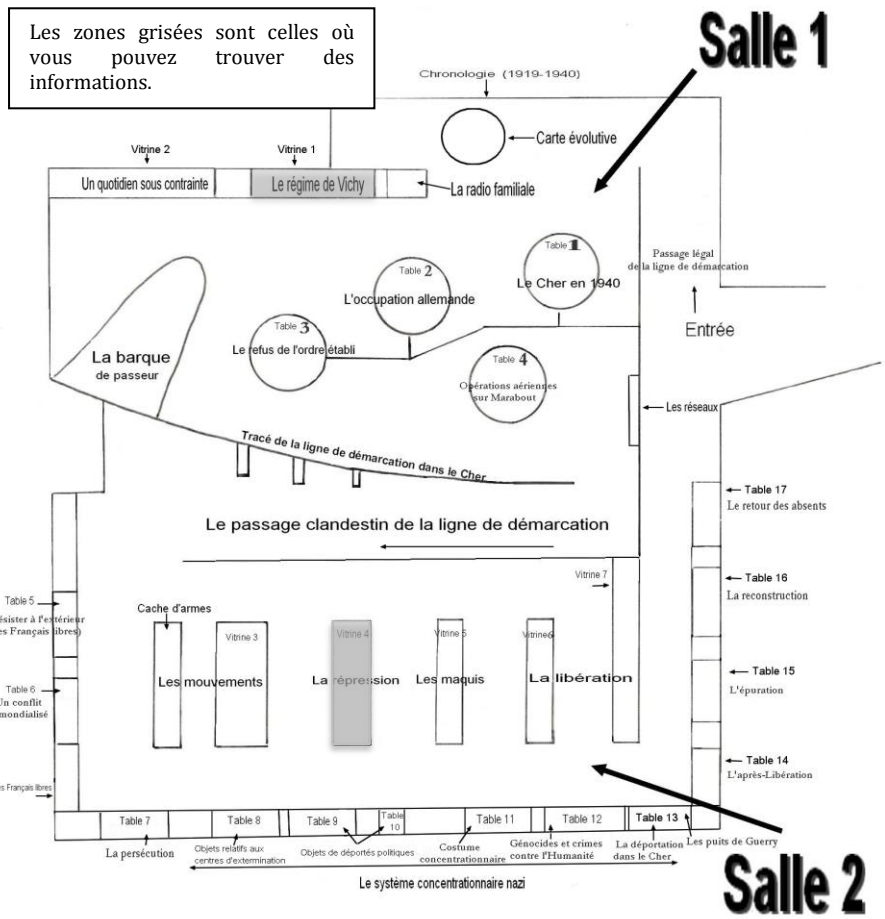 Les zones grisées sont celles où
vous pouvez trouver des
informations.
Salle 1
Chronologie (1919-1940)
Carte évolutive
Vitrine 2
Vitrine 1
Un quotidien sous contrainte
Le régime de Vichy
La radio familiale
Table 1
Le Cher en 1940
Passage légal
de la ligne de démarcation
Entrée
Table 2
L'occupation allemande
Table 3
Le refus de l'ordre établi
Table 4
Opérations aériennes
sur Marabout
La barque
de passeur
Les réseaux
Tracé de la ligne de démarcation dans le Cher
Le passage clandestin de la ligne de démarcation
Table 17
Le retour des absents
Vitrine 7
Table 16
La reconstruction
Table 5
ésister à l'extérieur
es Français libres)
Cache d'armes
Vitrine 3
Vitrine 4
Vitrine 5
Vitrine 6
Les mouvements
La répression
Les maquis
La libération
Table 15
L'épuration
Table 6
Un conflit
mondialisé
Table 14
L'après-Libération
s Français libres
Table 7
Table 8
Table 9
Table
10
Table 11
Table 12
Table 13
La persécution
Objets relatifs aux
centres d'extermination
Objets de déportés politiques
Costume
concentrationnaire
Génocides et crimes
contre l'Humanité
La déportation
dans le Cher
Les puits de Guerry
Le système concentrationnaire nazi
Salle 2